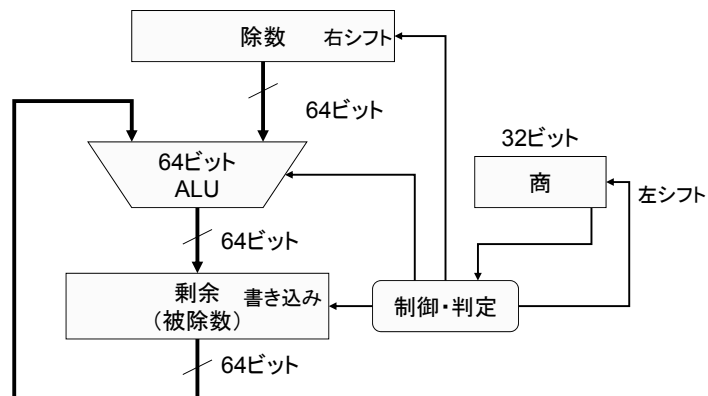 除数 右シフト
64ビット
64ビット
ALU
32ビット
商
左シフト
64ビット
剰余
(被除数)
書き込み
制御・判定
64ビット